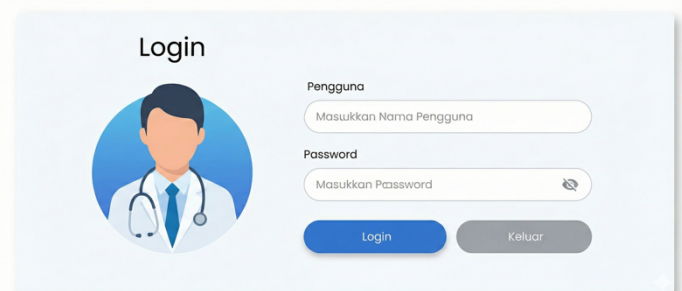 Login
Pengguna
Masukkan Nama Pengguna
Password
Masukkan Password
Login
Keluar